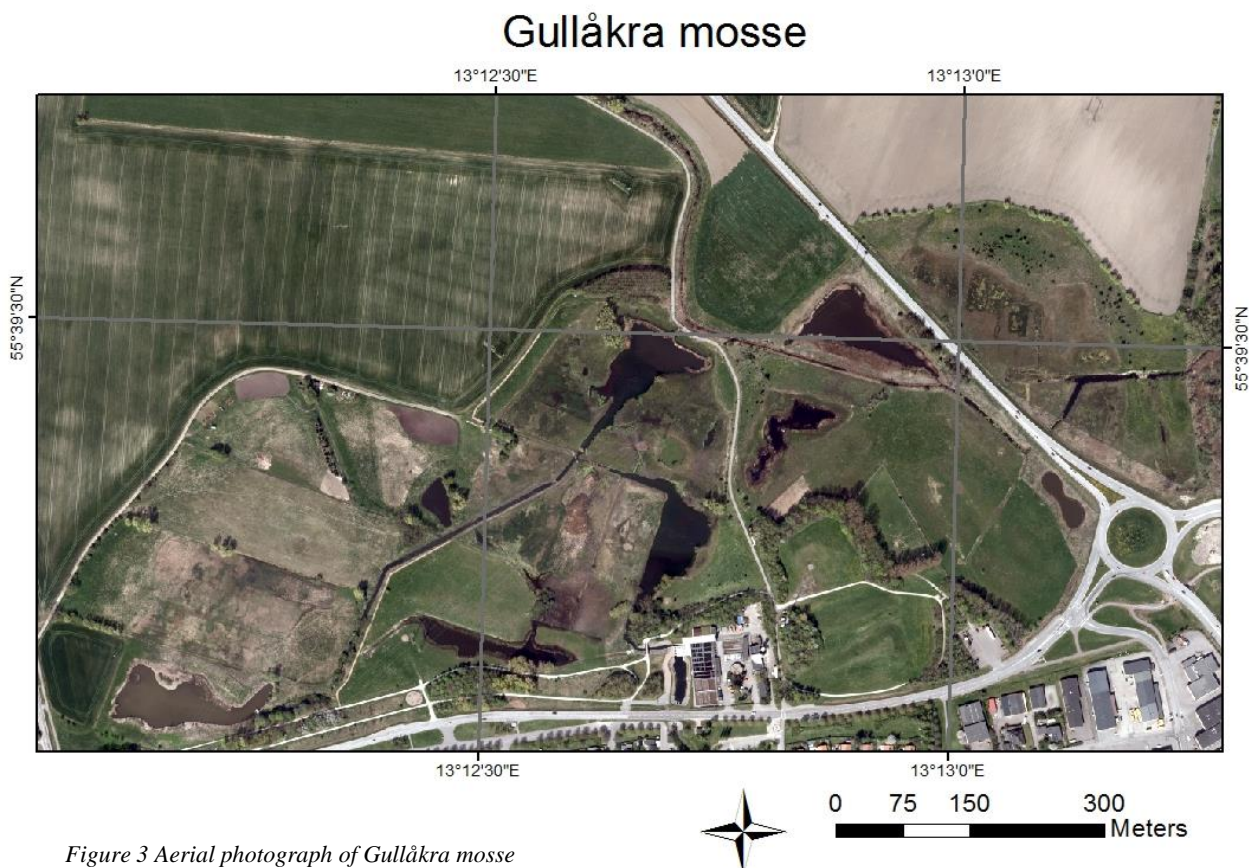 Gullåkra mosse
13°12'30"E 13°13'0"E
55°39'30"N
55°39'30"N
13°12'30"E 13°13'0"E
0 75 150 300
Meters
Figure 3 Aerial photograph of Gullåkra mosse